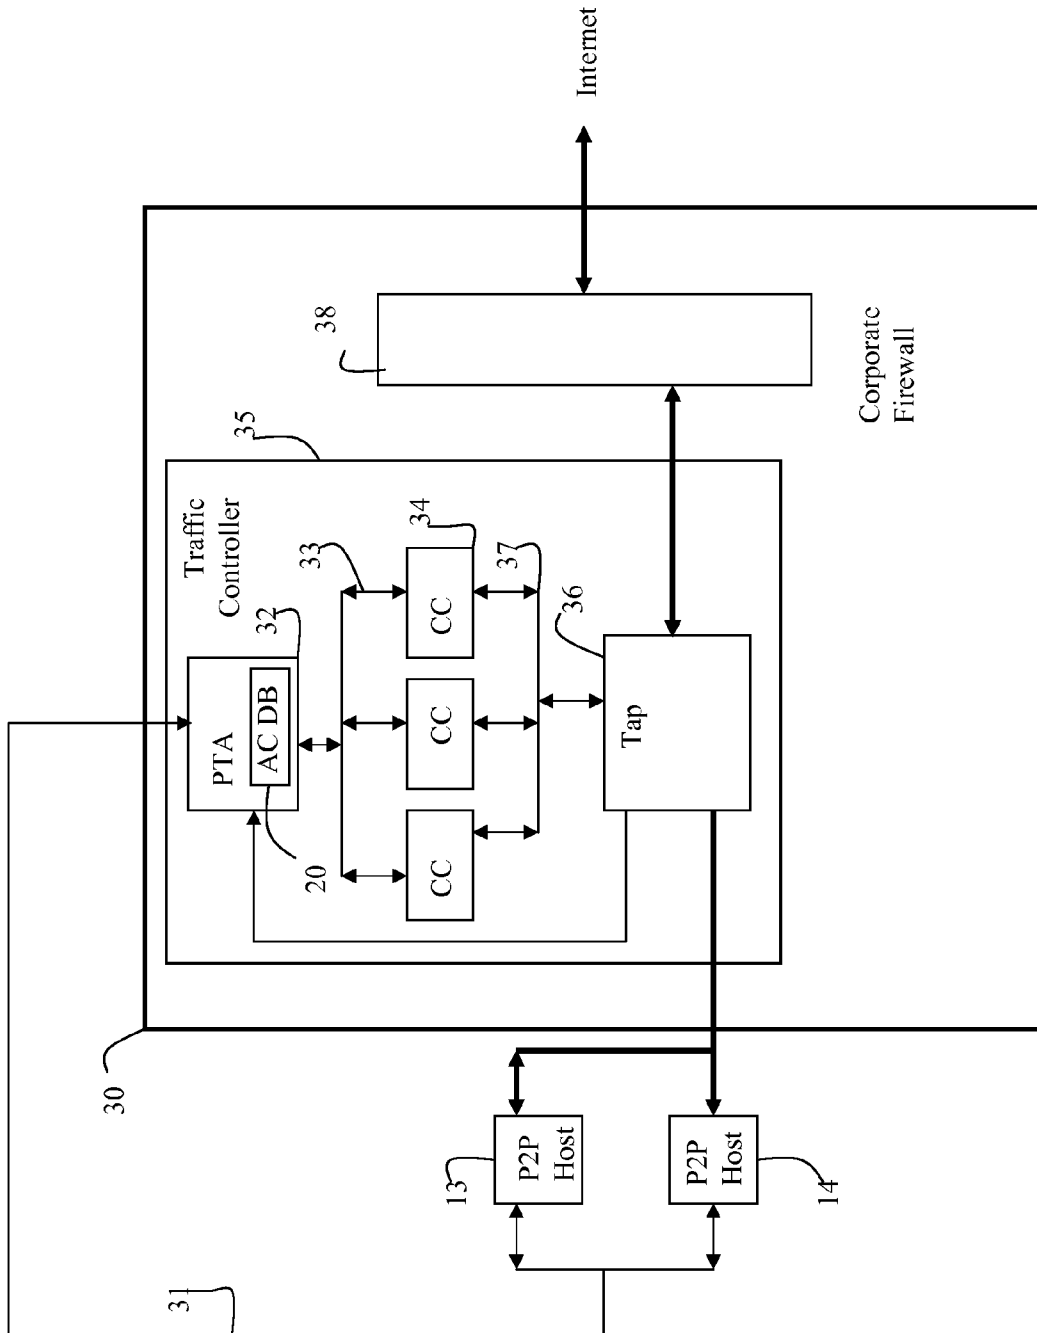 31
30
13
P2P
Host
P2P
Host
14
Traffic
Controller
35
PTA
AC DB
32
20
33
CC
CC
CC
34
37
36
Tap
38
Corporate
Firewall
Internet